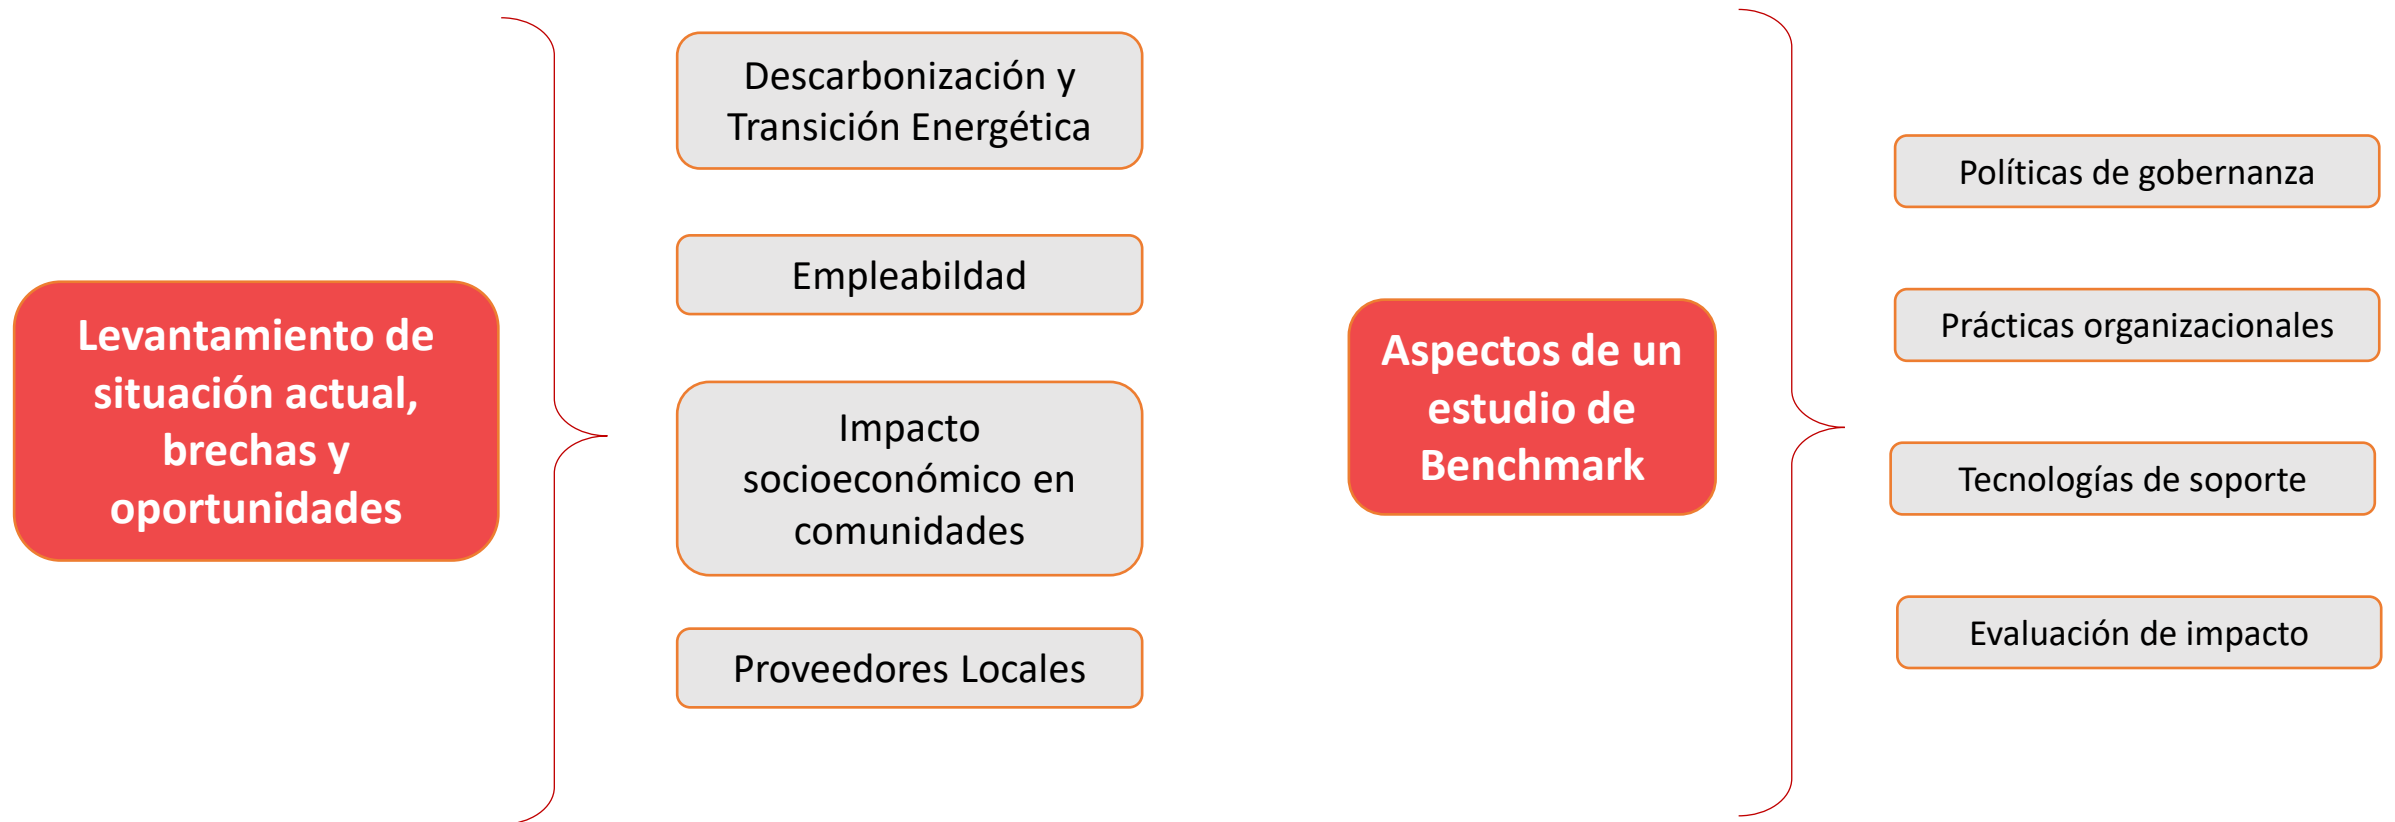 Levantamiento de
situación actual,
brechas y
oportunidades
Descarbonización y
Transición Energética
Empleabildad
Impacto
socioeconómico en
comunidades
Proveedores Locales
Aspectos de un
estudio de
Benchmark
Políticas de gobernanza
Prácticas organizacionales
Tecnologías de soporte
Evaluación de impacto